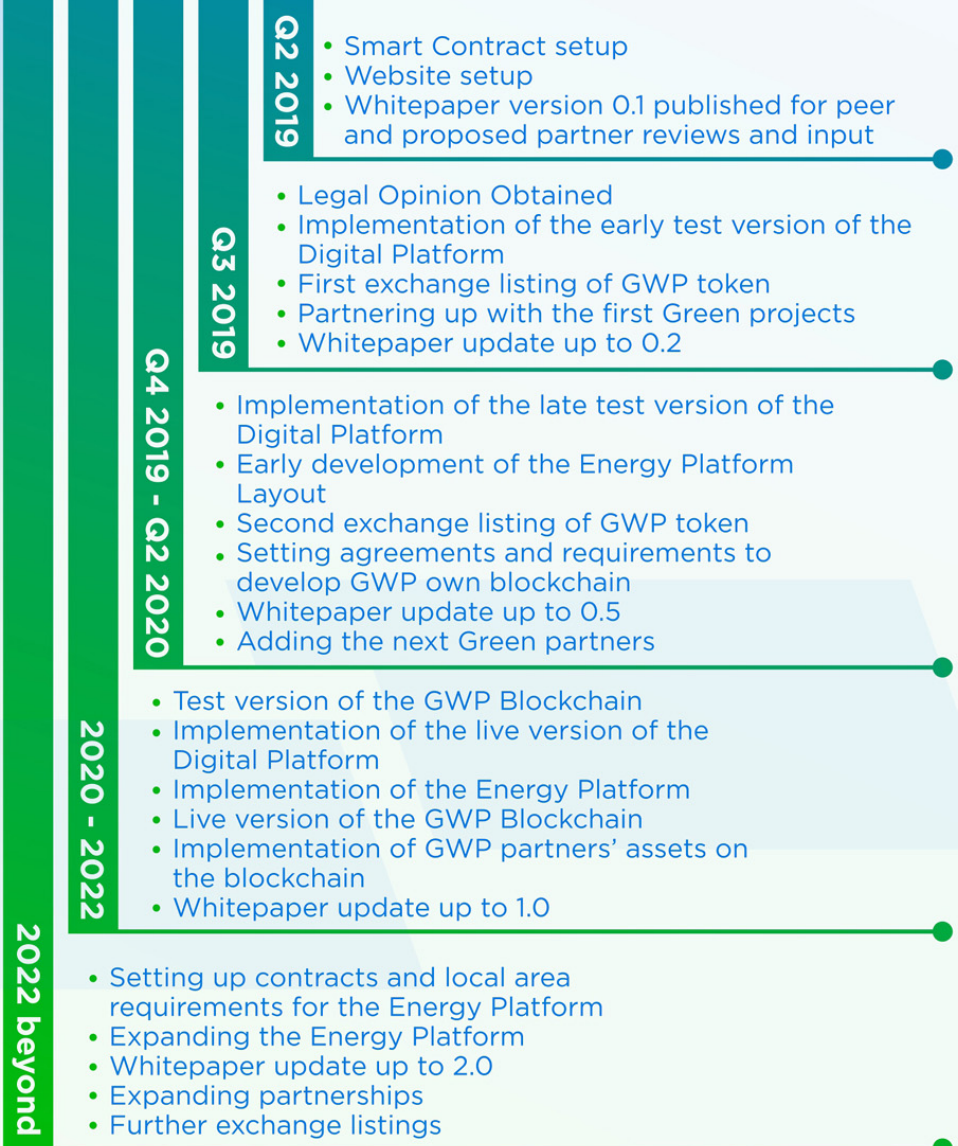 Q2 2019
• Smart Contract setup
• Website setup
• Whitepaper version 0.1 published for peer
and proposed partner reviews and input
Q3 2019
• Legal Opinion Obtained
• Implementation of the early test version of the
Digital Platform
• First exchange listing of GWP token
• Partnering up with the first Green projects
• Whitepaper update up to 0.2
Q4 2019 - Q2 2020
• Implementation of the late test version of the
Digital Platform
• Early development of the Energy Platform
Layout
• Second exchange listing of GWP token
• Setting agreements and requirements to
develop GWP own blockchain
• Whitepaper update up to 0.5
• Adding the next Green partners
2020 - 2022
• Test version of the GWP Blockchain
• Implementation of the live version of the
Digital Platform
• Implementation of the Energy Platform
• Live version of the GWP Blockchain
• Implementation of GWP partners’ assets on
the blockchain
• Whitepaper update up to 1.0
2022 beyond
• Setting up contracts and local area
requirements for the Energy Platform
• Expanding the Energy Platform
• Whitepaper update up to 2.0
• Expanding partnerships
• Further exchange listings